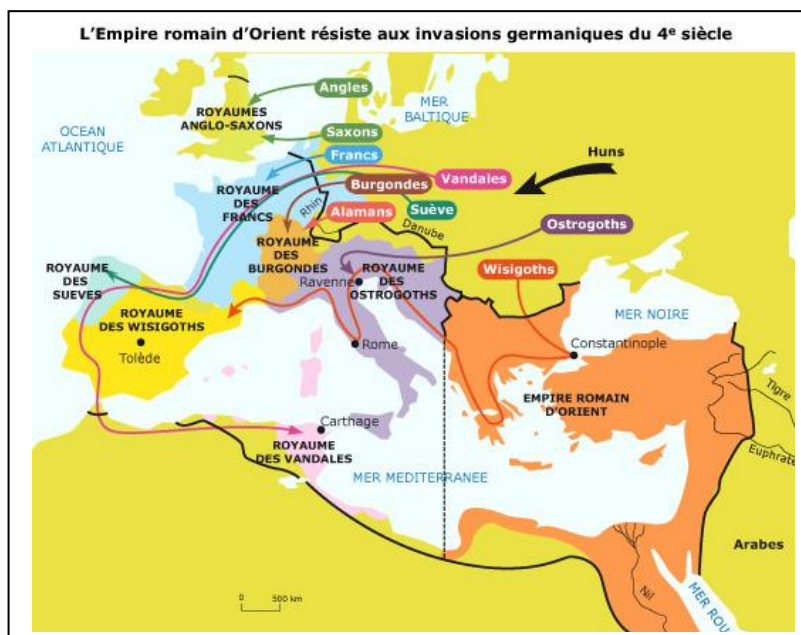 L'Empire romain d'Orient résiste aux invasions germaniques du 4e siècle
Angles
ROYAUMES
ANGLO-SAXONS
MER
BALTIQUE
OCEAN
ATLANTIQUE
Saxons
Francs
Huns
Vandales
ROYAUME
DES
FRANCS
Burgondes
Rhin
Alamans
Suève
Danube
Ostrogoths
ROYAUME
DES
BURGONDES
ROYAUME
DES
SUEVES
Ravenne
ROYAUME
DES
OSTROGOTHS
Wisigoths
ROYAUME
DES WISIGOTHS
Tolède
Rome
MER NOIRE
Constantinople
EMPIRE ROMAIN
D'ORIENT
Tigre
Euphrate
Carthage
ROYAUME
DES VANDALES
MER MEDITERRANEE
Arabes
Nil
MER ROU
0 500 km